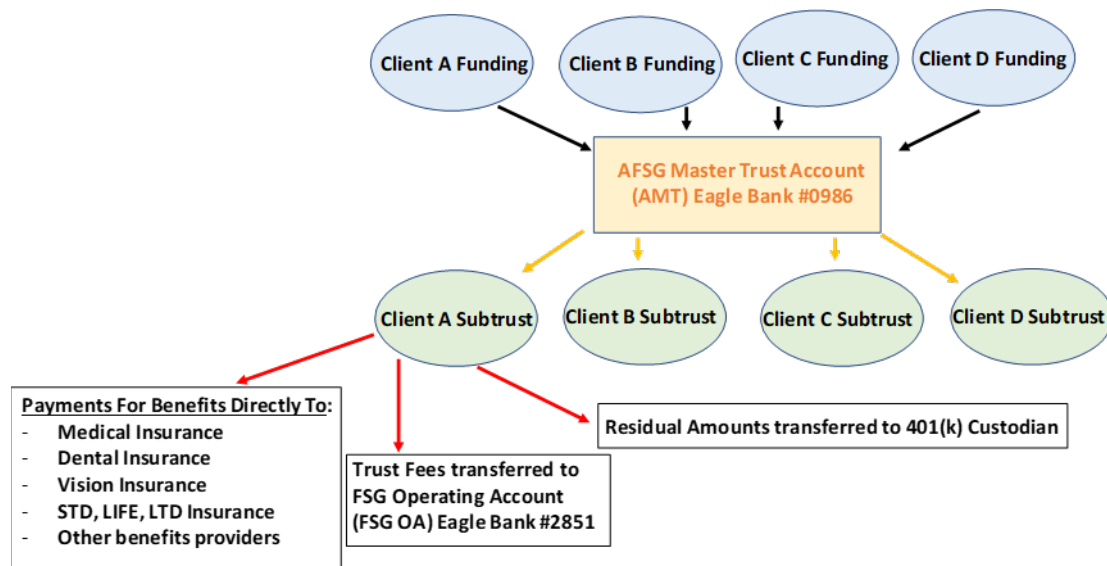 Client A Funding
Client B Funding
Client C Funding
Client D Funding
AFSG Master Trust Account
(AMT) Eagle Bank #0986
Client A Subtrust
Client B Subtrust
Client C Subtrust
Client D Subtrust
Payments For Benefits Directly To:
- Medical Insurance
- Dental Insurance
- Vision Insurance
- STD, LIFE, LTD Insurance
- Other benefits providers
Trust Fees transferred to
FSG Operating Account
(FSG OA) Eagle Bank #2851
Residual Amounts transferred to 401(k) Custodian